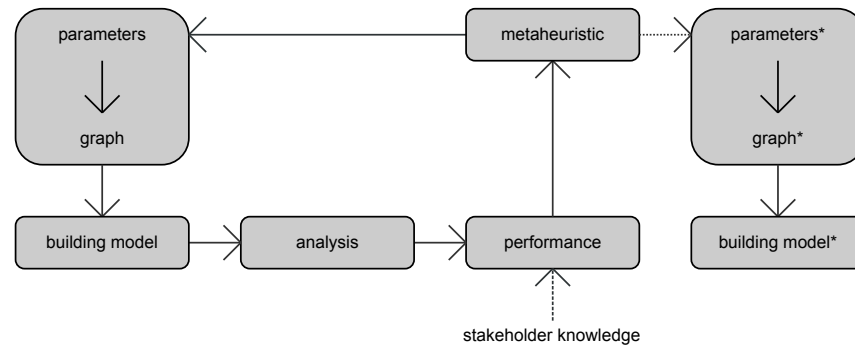 parameters
metaheuristic
parameters*
graph
graph*
building model
analysis
performance
building model*
stakeholder knowledge